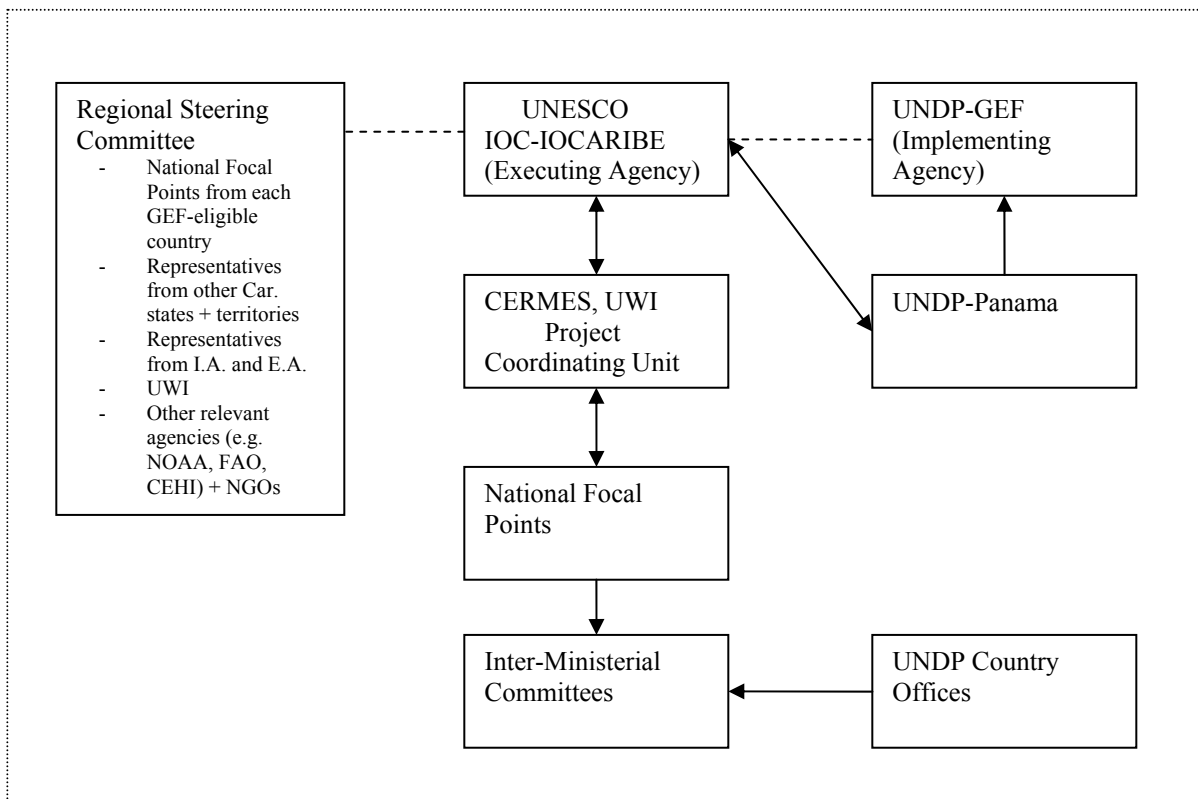 Regional Steering
Committee
- National Focal
Points from each
GEF-eligible
country
- Representatives
from other Car.
states + territories
- Representatives
from I.A. and E.A.
- UWI
- Other relevant
agencies (e.g.
NOAA, FAO,
CEHI) + NGOs
UNESCO
IOC-IOCARIBE
(Executing Agency)
UNDP-GEF
(Implementing
Agency)
CERMES, UWI
Project
Coordinating Unit
UNDP-Panama
National Focal
Points
Inter-Ministerial
Committees
UNDP Country
Offices